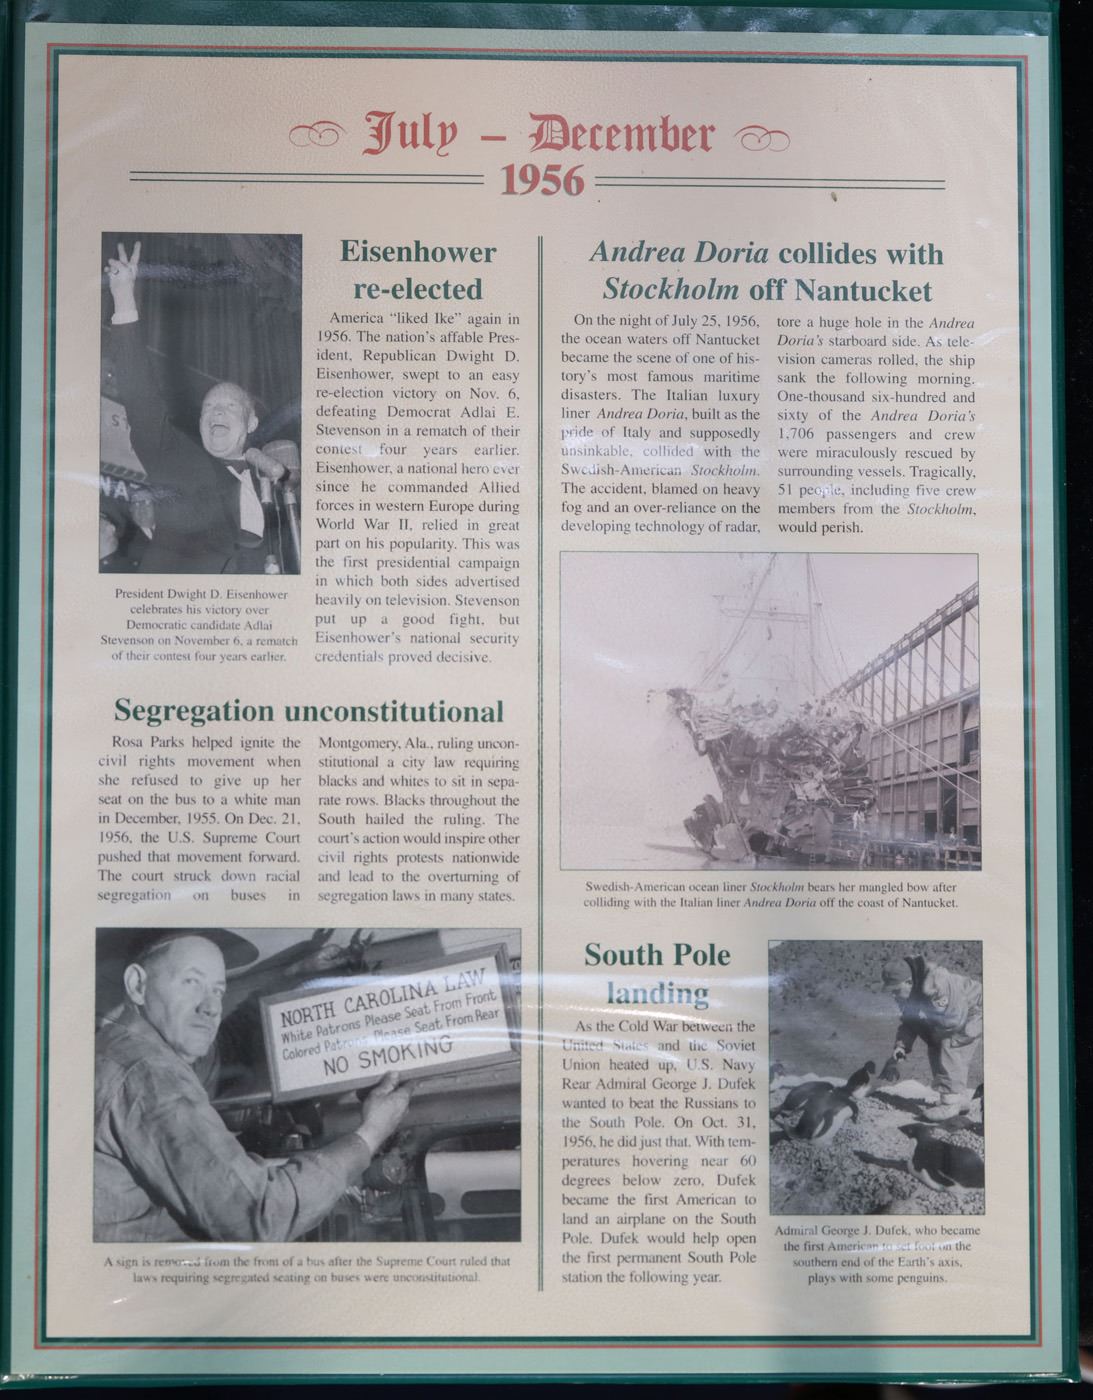 July – December
1956
Eisenhower
re-elected
America “liked Ike” again in
1956. The nation’s affable Pres-
ident, Republican Dwight D.
Eisenhower, swept to an easy
re-election victory on Nov. 6,
defeating Democrat Adlai E.
Stevenson in a rematch of their
contest four years earlier.
Eisenhower, a national hero ever
since he commanded Allied
forces in western Europe during
World War II, relied in great
part on his popularity. This was
the first presidential campaign
in which both sides advertised
heavily on television. Stevenson
put up a good fight, but
Eisenhower’s national security
credentials proved decisive.
President Dwight D. Eisenhower
celebrates his victory over
Democratic candidate Adlai
Stevenson on November 6, a rematch
of their contest four years earlier.
Segregation unconstitutional
Rosa Parks helped ignite the
civil rights movement when
she refused to give up her
seat on the bus to a white man
in December, 1955. On Dec. 21,
1956, the U.S. Supreme Court
pushed that movement forward.
The court struck down racial
segregation on buses in
Montgomery, Ala., ruling uncon-
stitutional a city law requiring
blacks and whites to sit in sepa-
rate rows. Blacks throughout the
South hailed the ruling. The
court’s action would inspire other
civil rights protests nationwide
and lead to the overturning of
segregation laws in many states.
NORTH CAROLINA LAW
White Patrons Please Seat From Front
Colored Patrons Please Seat From Rear
NO SMOKING
A sign is removed from the front of a bus after the Supreme Court ruled that
laws requiring segregated seating on buses were unconstitutional.
Andrea Doria collides with
Stockholm off Nantucket
On the night of July 25, 1956,
the ocean waters off Nantucket
became the scene of one of his-
tory’s most famous maritime
disasters. The Italian luxury
liner Andrea Doria, built as the
pride of Italy and supposedly
unsinkable, collided with the
Swedish-American Stockholm.
The accident, blamed on heavy
fog and an over-reliance on the
developing technology of radar,
tore a huge hole in the Andrea
Doria’s starboard side. As tele-
vision cameras rolled, the ship
sank the following morning.
One-thousand six-hundred and
sixty of the Andrea Doria’s
1,706 passengers and crew
were miraculously rescued by
surrounding vessels. Tragically,
51 people, including five crew
members from the Stockholm,
would perish.
Swedish-American ocean liner Stockholm bears her mangled bow after
colliding with the Italian liner Andrea Doria off the coast of Nantucket.
South Pole
landing
As the Cold War between the
United States and the Soviet
Union heated up, U.S. Navy
Rear Admiral George J. Dufek
wanted to beat the Russians to
the South Pole. On Oct. 31,
1956, he did just that. With tem-
peratures hovering near 60
degrees below zero, Dufek
became the first American to
land an airplane on the South
Pole. Dufek would help open
the first permanent South Pole
station the following year.
Admiral George J. Dufek, who became
the first American to set foot on the
southern end of the Earth’s axis,
plays with some penguins.